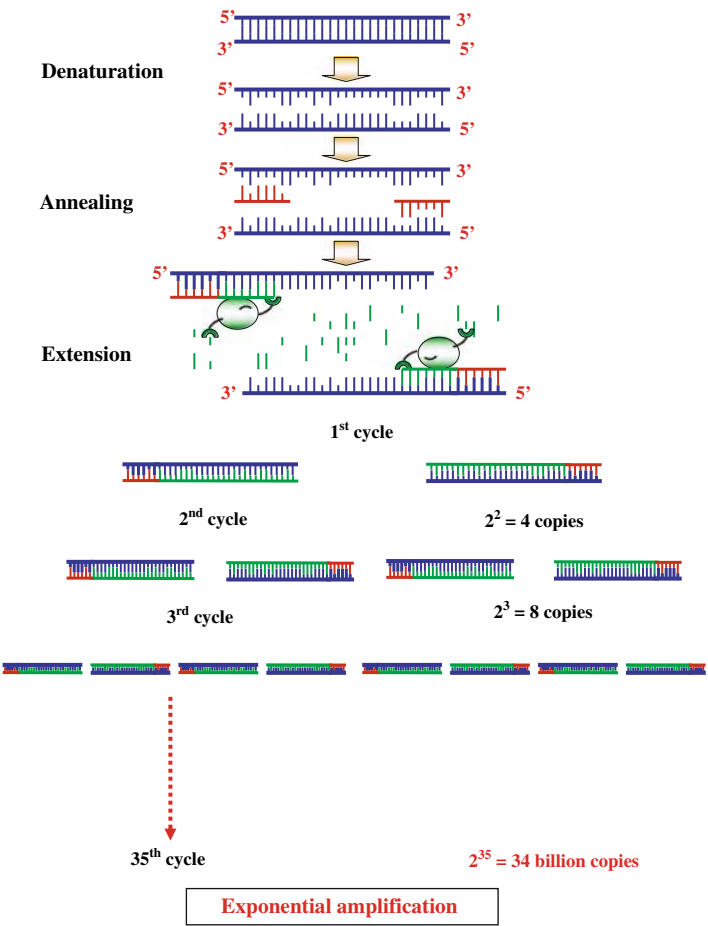 5’ 3’
3’ 5’
Denaturation
5’ 3’
3’ 5’
5’ 3’
Annealing
3’ 5’
5’ 3’
Extension
3’ 5’
1st cycle
2nd cycle 2² = 4 copies
3rd cycle 2³ = 8 copies
35th cycle 2³⁵ = 34 billion copies
Exponential amplification